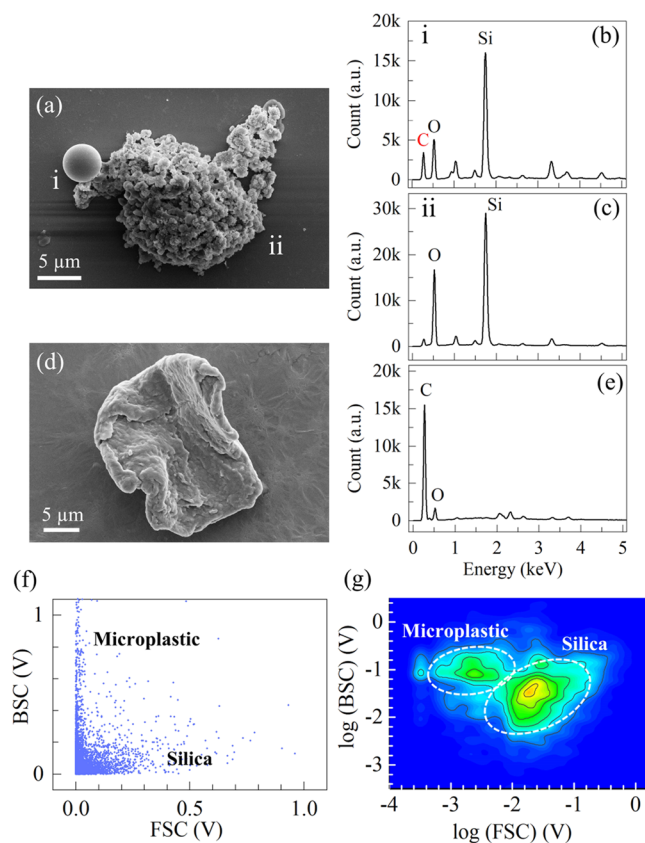 (a)
i
ii
5 µm
(b)
i
Count (a.u.)
20k
15k
10k
5k
0
C
O
Si
(c)
ii
Count (a.u.)
30k
20k
10k
0
O
Si
(d)
5 µm
(e)
Count (a.u.)
20k
15k
10k
5k
0
C
O
0 1 2 3 4 5
Energy (keV)
(f)
BSC (V)
1
0
Microplastic
Silica
0.0 0.5 1.0
FSC (V)
(g)
log (BSC) (V)
0
-1
-2
-3
Microplastic
Silica
-4 -3 -2 -1 0
log (FSC) (V)